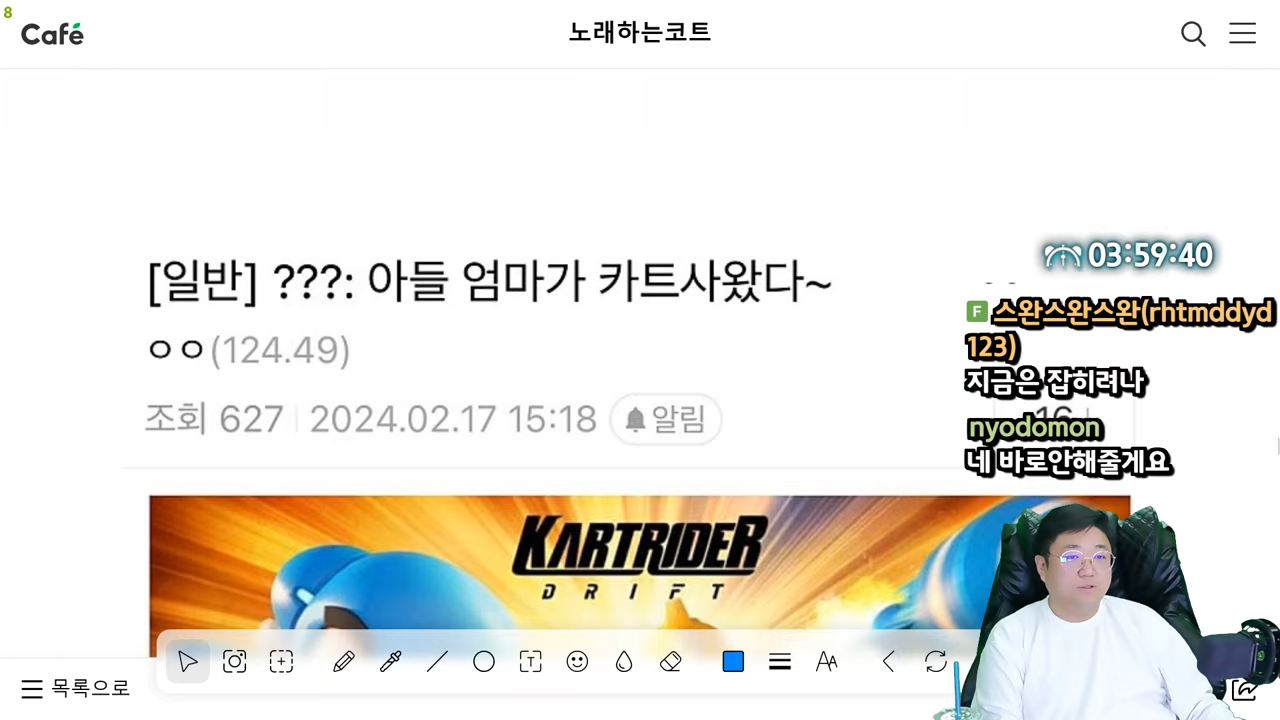 8
Café
노래하는코트
[일반] ???: 아들 엄마가 카트사왔다~
ㅇㅇ(124.49)
조회 627 2024.02.17 15:18 알림
16
03:59:40
F 스완스완스완(rhtmddyd
123)
지금은 잡히려나
nyodomon
네 바로안해줄게요
KARTRIDER
DRIFT
T
AA
목록으로